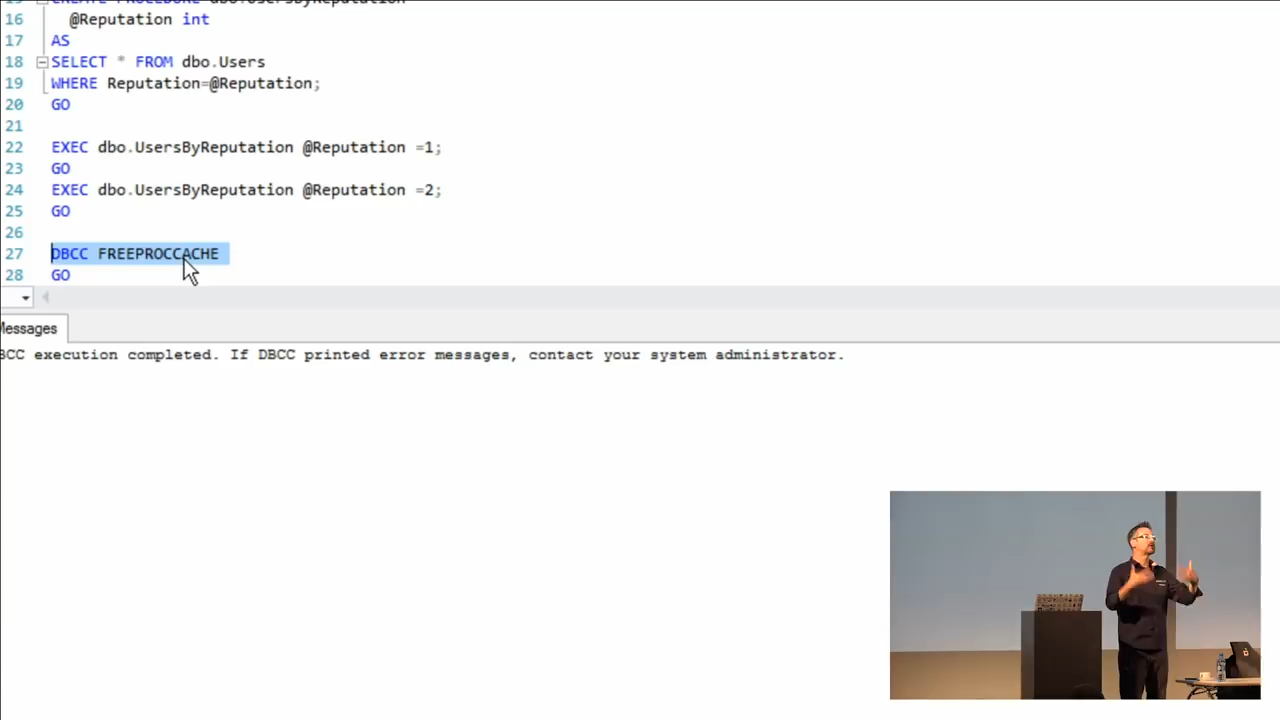 16 @Reputation int
17 AS
18 SELECT * FROM dbo.Users
19 WHERE Reputation=@Reputation;
20 GO
21
22 EXEC dbo.UsersByReputation @Reputation =1;
23 GO
24 EXEC dbo.UsersByReputation @Reputation =2;
25 GO
26
27 DBCC FREEPROCCACHE
28 GO
Messages
BCC execution completed. If DBCC printed error messages, contact your system administrator.